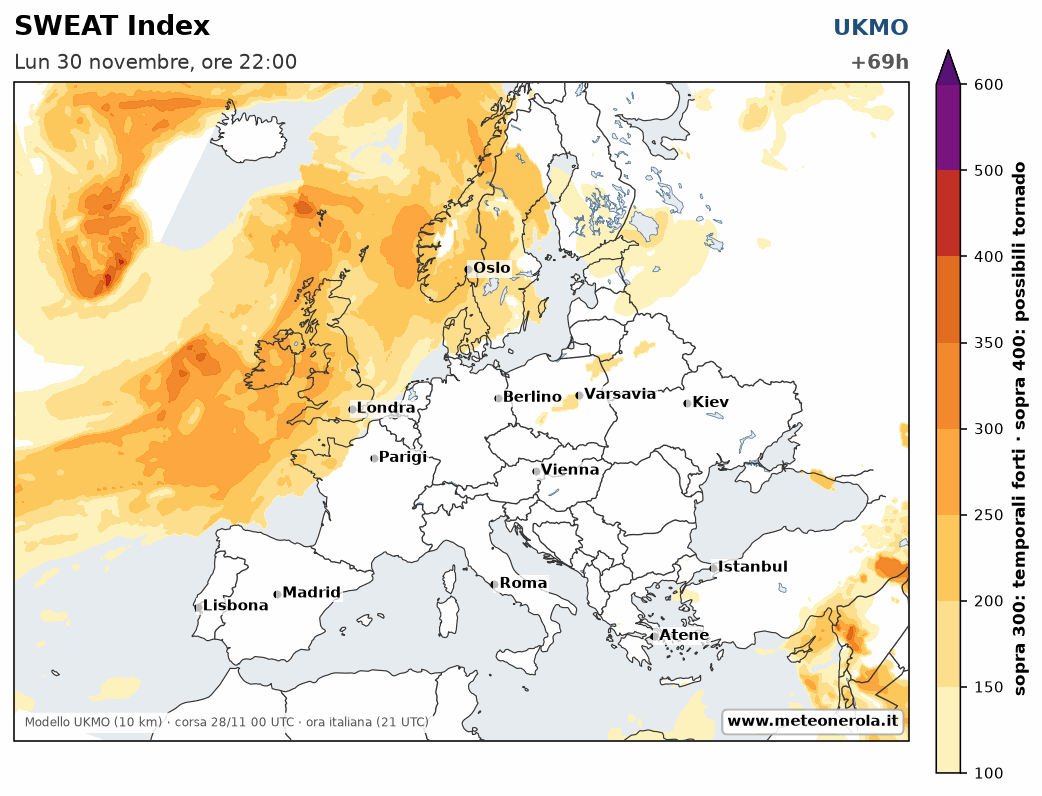 SWEAT Index
UKMO
Lun 30 novembre, ore 22:00
+69h
600
500
400
350
300
250
200
150
100
sopra 300: temporali forti · sopra 400: possibili tornado
Oslo
Londra
Berlino
Varsavia
Kiev
Parigi
Vienna
Istanbul
Madrid
Roma
Lisbona
Atene
Modello UKMO (10 km) · corsa 28/11 00 UTC · ora italiana (21 UTC)
www.meteonerola.it